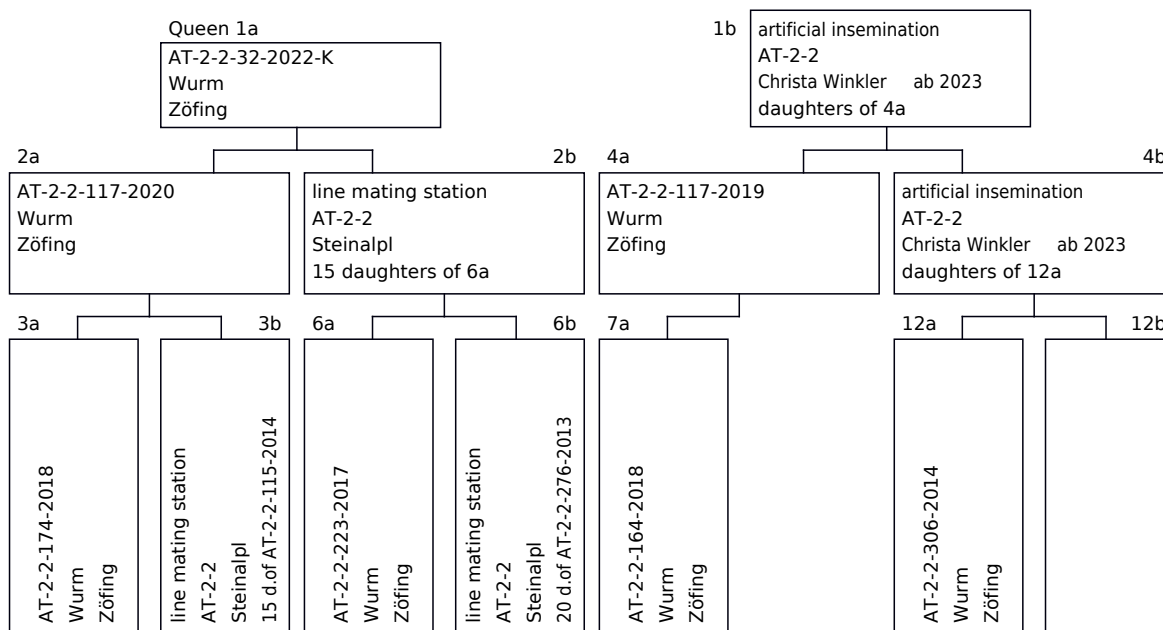 Queen 1a
AT-2-2-32-2022-K
Wurm
Zöfing
1b
artificial insemination
AT-2-2
Christa Winkler ab 2023
daughters of 4a
2a
AT-2-2-117-2020
Wurm
Zöfing
2b
line mating station
AT-2-2
Steinalpl
15 daughters of 6a
4a
AT-2-2-117-2019
Wurm
Zöfing
4b
artificial insemination
AT-2-2
Christa Winkler ab 2023
daughters of 12a
3a
AT-2-2-174-2018
Wurm
Zöfing
3b
line mating station
AT-2-2
Steinalpl
15 d.of AT-2-2-115-2014
6a
AT-2-2-223-2017
Wurm
Zöfing
6b
line mating station
AT-2-2
Steinalpl
20 d.of AT-2-2-276-2013
7a
AT-2-2-164-2018
Wurm
Zöfing
12a
AT-2-2-306-2014
Wurm
Zöfing
12b